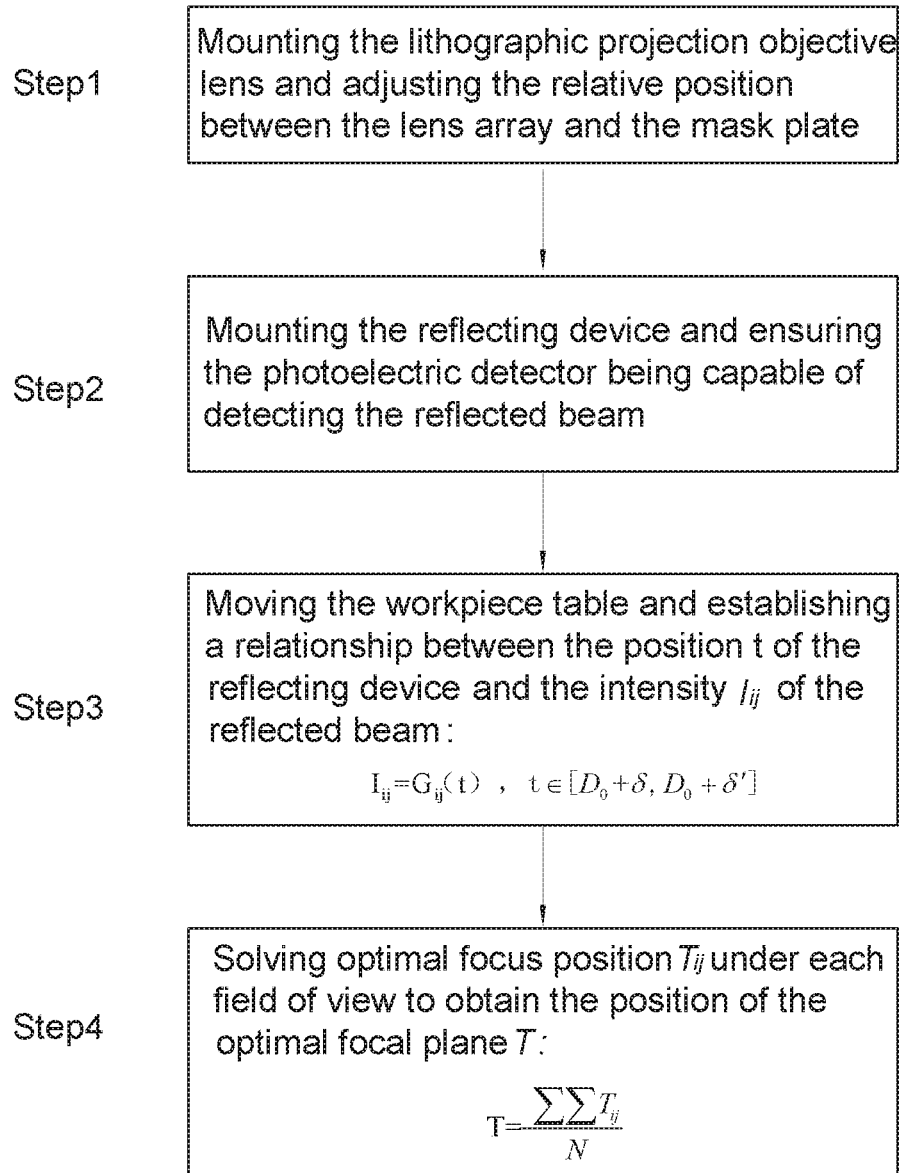 Step1
Mounting the lithographic projection objective
lens and adjusting the relative position
between the lens array and the mask plate
Step2
Mounting the reflecting device and ensuring
the photoelectric detector being capable of
detecting the reflected beam
Step3
Moving the workpiece table and establishing
a relationship between the position t of the
reflecting device and the intensity I_ij of the
reflected beam:
I_ij=G_ij(t) , t∈[D_0+δ, D_0+δ′]
Step4
Solving optimal focus position T_ij under each
field of view to obtain the position of the
optimal focal plane T:
T=∑∑T_ij/N